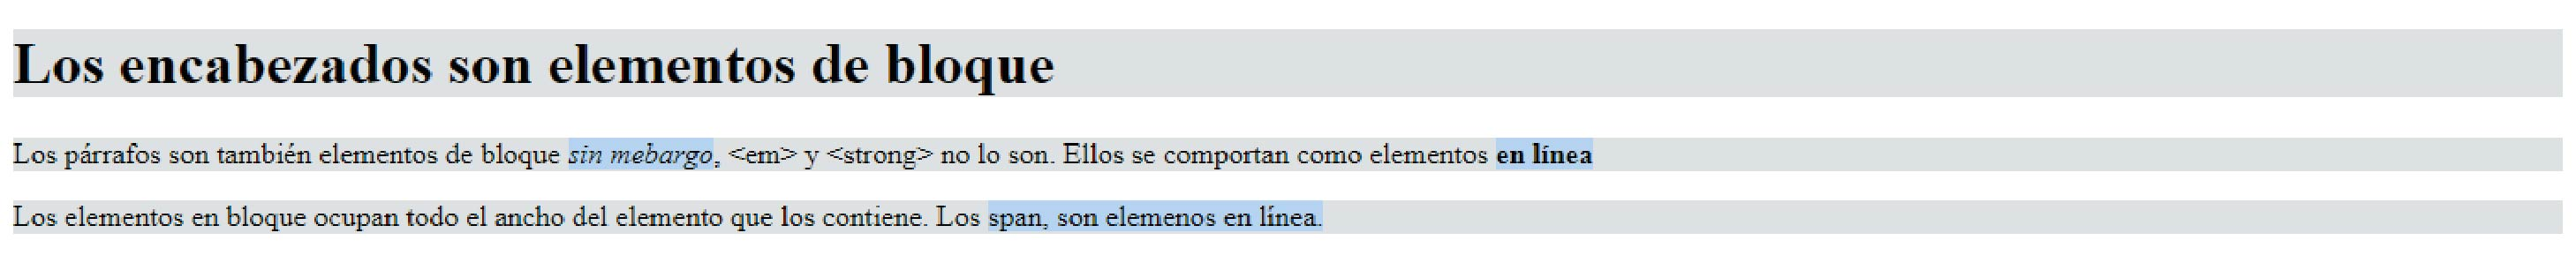 Los encabezados son elementos de bloque
Los párrafos son también elementos de bloque sin mebargo, <em> y <strong> no lo son. Ellos se comportan como elementos en línea
Los elementos en bloque ocupan todo el ancho del elemento que los contiene. Los span, son elemenos en línea.